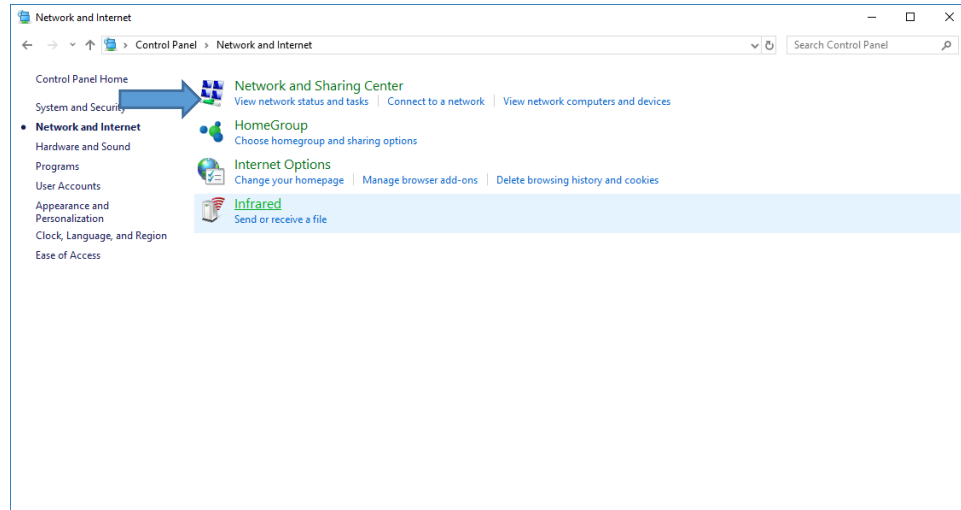 Network and Internet
Control Panel > Network and Internet
Search Control Panel
Control Panel Home
System and Security
Network and Internet
Hardware and Sound
Programs
User Accounts
Appearance and
Personalization
Clock, Language, and Region
Ease of Access
Network and Sharing Center
View network status and tasks | Connect to a network | View network computers and devices
HomeGroup
Choose homegroup and sharing options
Internet Options
Change your homepage | Manage browser add-ons | Delete browsing history and cookies
Infrared
Send or receive a file